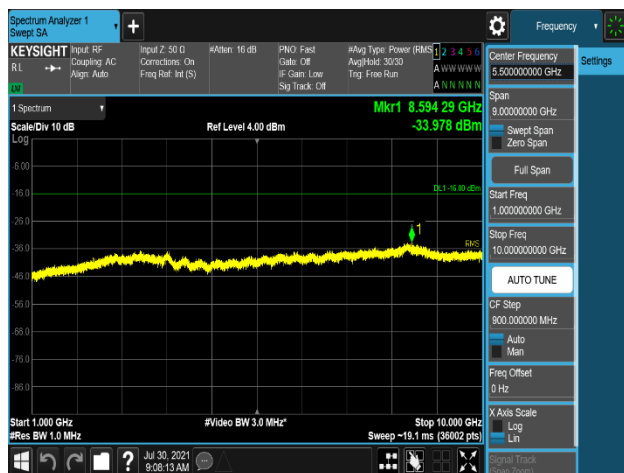 Spectrum Analyzer 1
Swept SA
Frequency
KEYSIGHT
RL
Input: RF
Coupling: AC
Align: Auto
Input Z: 50 Ω
Corrections: On
Freq Ref: Int (S)
#Atten: 16 dB
PNO: Fast
Gate: Off
IF Gain: Low
Sig Track: Off
#Avg Type: Power (RMS
Avg|Hold: 30/30
Trig: Free Run
1 2 3 4 5 6
A W W W W W
A N N N N N
1 Spectrum
Scale/Div 10 dB
Log
Ref Level 4.00 dBm
Mkr1 8.594 29 GHz
-33.978 dBm
-6.00
-16.0
-26.0
-36.0
-46.0
-56.0
-66.0
-76.0
-86.0
DL1 -16.00 dBm
1
RMS
Start 1.000 GHz
#Res BW 1.0 MHz
#Video BW 3.0 MHz*
Stop 10.000 GHz
Sweep ~19.1 ms (36002 pts)
Jul 30, 2021
9:08:13 AM
?
Center Frequency
5.500000000 GHz
Span
9.00000000 GHz
Swept Span
Zero Span
Full Span
Start Freq
1.000000000 GHz
Stop Freq
10.000000000 GHz
AUTO TUNE
CF Step
900.000000 MHz
Auto
Man
Freq Offset
0 Hz
X Axis Scale
Log
Lin
Signal Track
(Span Zoom)
Settings